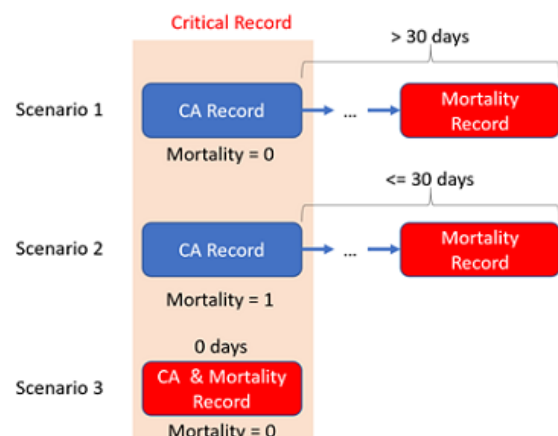 Critical Record
> 30 days
Scenario 1
CA Record
...
Mortality
Record
Mortality = 0
<= 30 days
Scenario 2
CA Record
...
Mortality
Record
Mortality = 1
0 days
Scenario 3
CA & Mortality
Record
Mortality = 0